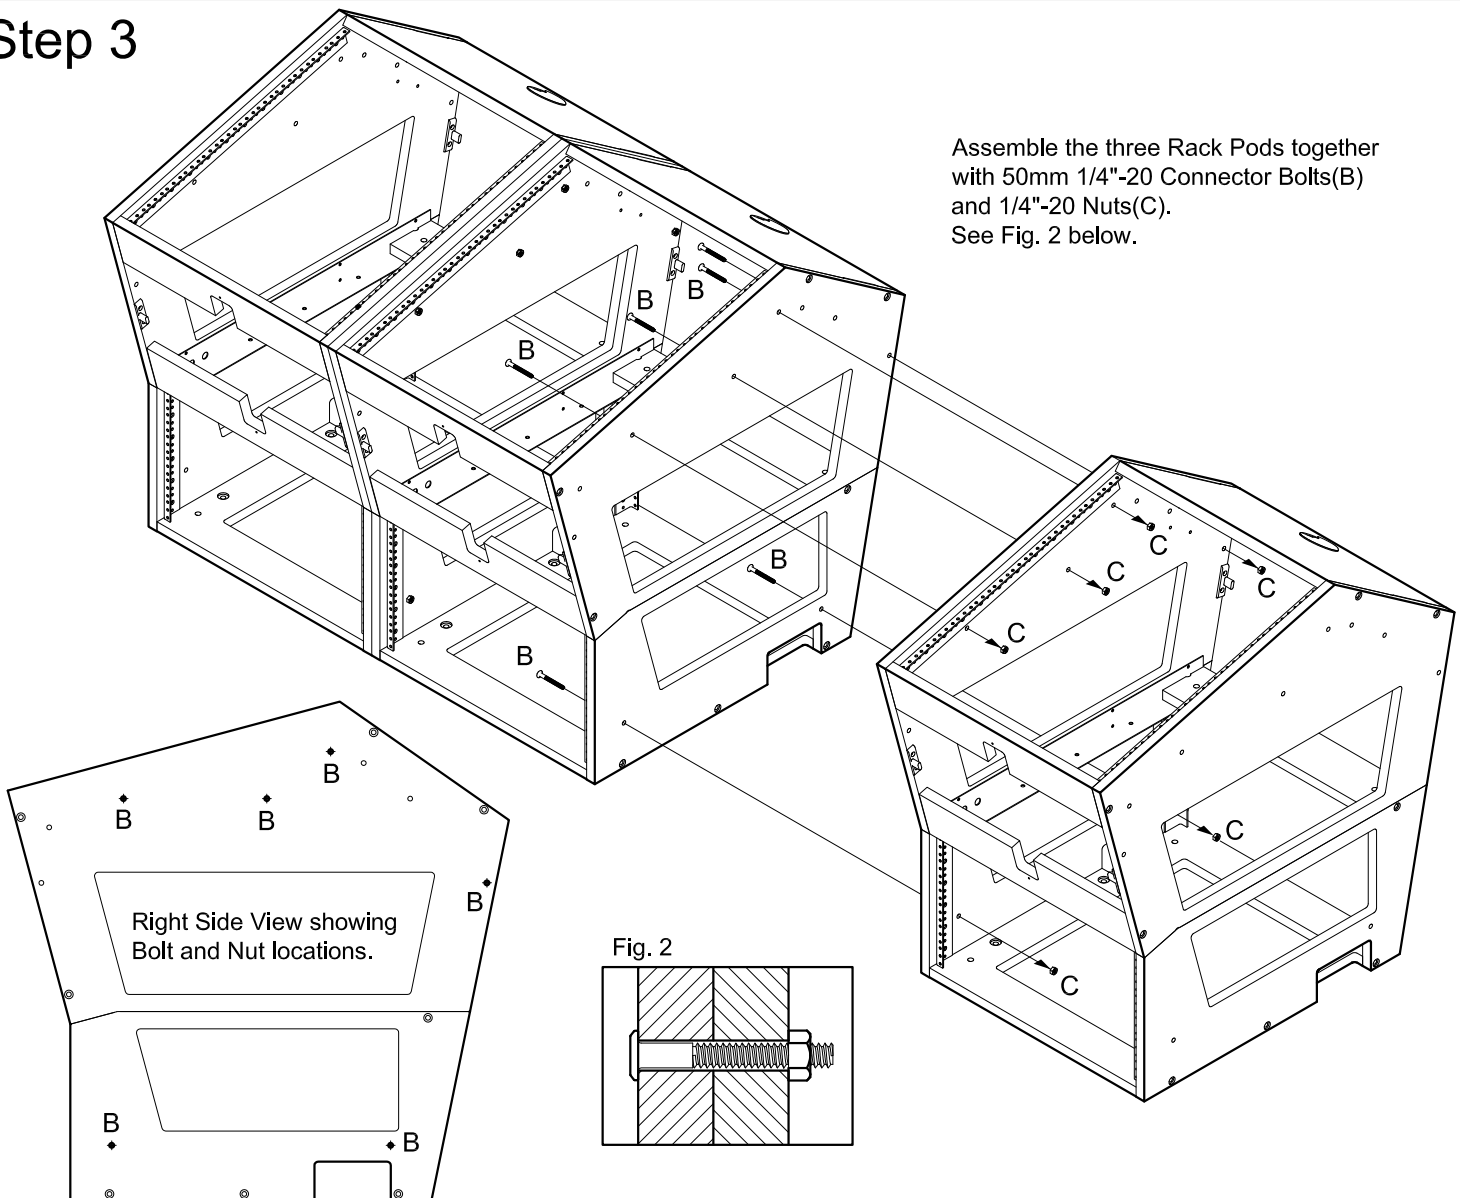 Step 3
Assemble the three Rack Pods together
with 50mm 1/4"-20 Connector Bolts(B)
and 1/4"-20 Nuts(C).
See Fig. 2 below.
B
B
B
B
B
C
C
C
C
C
C
B
B
B
B
Right Side View showing
Bolt and Nut locations.
B
B
Fig. 2